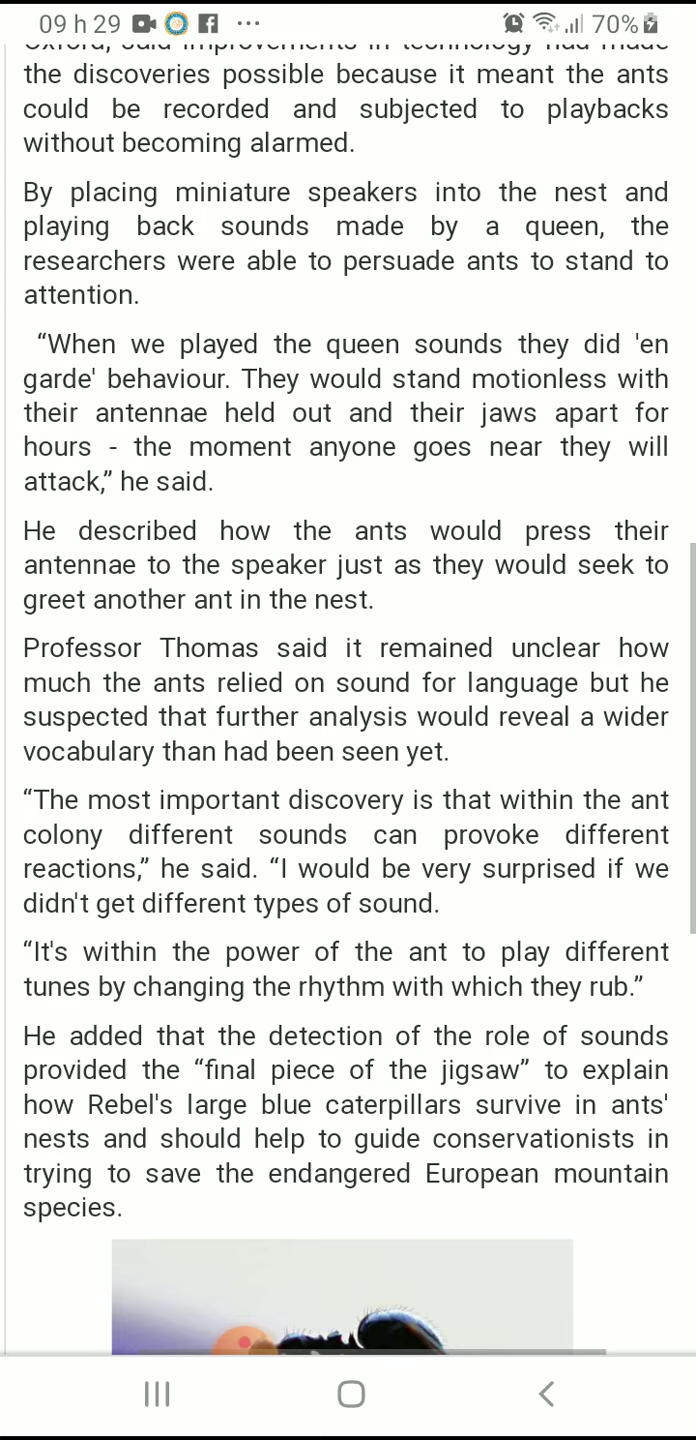 09 h 29 ... 70%
the discoveries possible because it meant the ants
could be recorded and subjected to playbacks
without becoming alarmed.
By placing miniature speakers into the nest and
playing back sounds made by a queen, the
researchers were able to persuade ants to stand to
attention.
“When we played the queen sounds they did 'en
garde' behaviour. They would stand motionless with
their antennae held out and their jaws apart for
hours - the moment anyone goes near they will
attack,” he said.
He described how the ants would press their
antennae to the speaker just as they would seek to
greet another ant in the nest.
Professor Thomas said it remained unclear how
much the ants relied on sound for language but he
suspected that further analysis would reveal a wider
vocabulary than had been seen yet.
“The most important discovery is that within the ant
colony different sounds can provoke different
reactions,” he said. “I would be very surprised if we
didn't get different types of sound.
“It's within the power of the ant to play different
tunes by changing the rhythm with which they rub.”
He added that the detection of the role of sounds
provided the “final piece of the jigsaw” to explain
how Rebel's large blue caterpillars survive in ants'
nests and should help to guide conservationists in
trying to save the endangered European mountain
species.